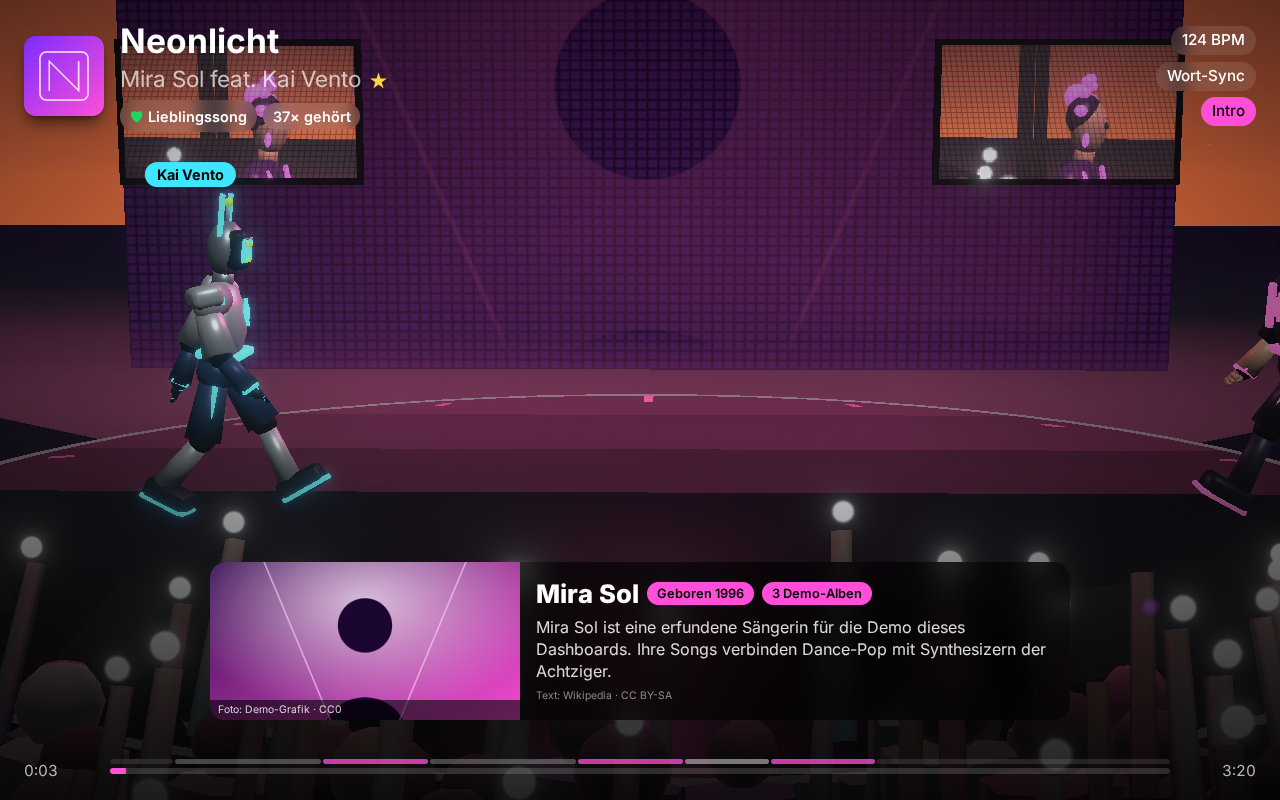 Neonlicht
Mira Sol feat. Kai Vento
Lieblingssong
37× gehört
124 BPM
Wort-Sync
Intro
Kai Vento
Mira Sol
Geboren 1996
3 Demo-Alben
Mira Sol ist eine erfundene Sängerin für die Demo dieses
Dashboards. Ihre Songs verbinden Dance-Pop mit Synthesizern der
Achtziger.
Text: Wikipedia · CC BY-SA
Foto: Demo-Grafik · CC0
0:03
3:20